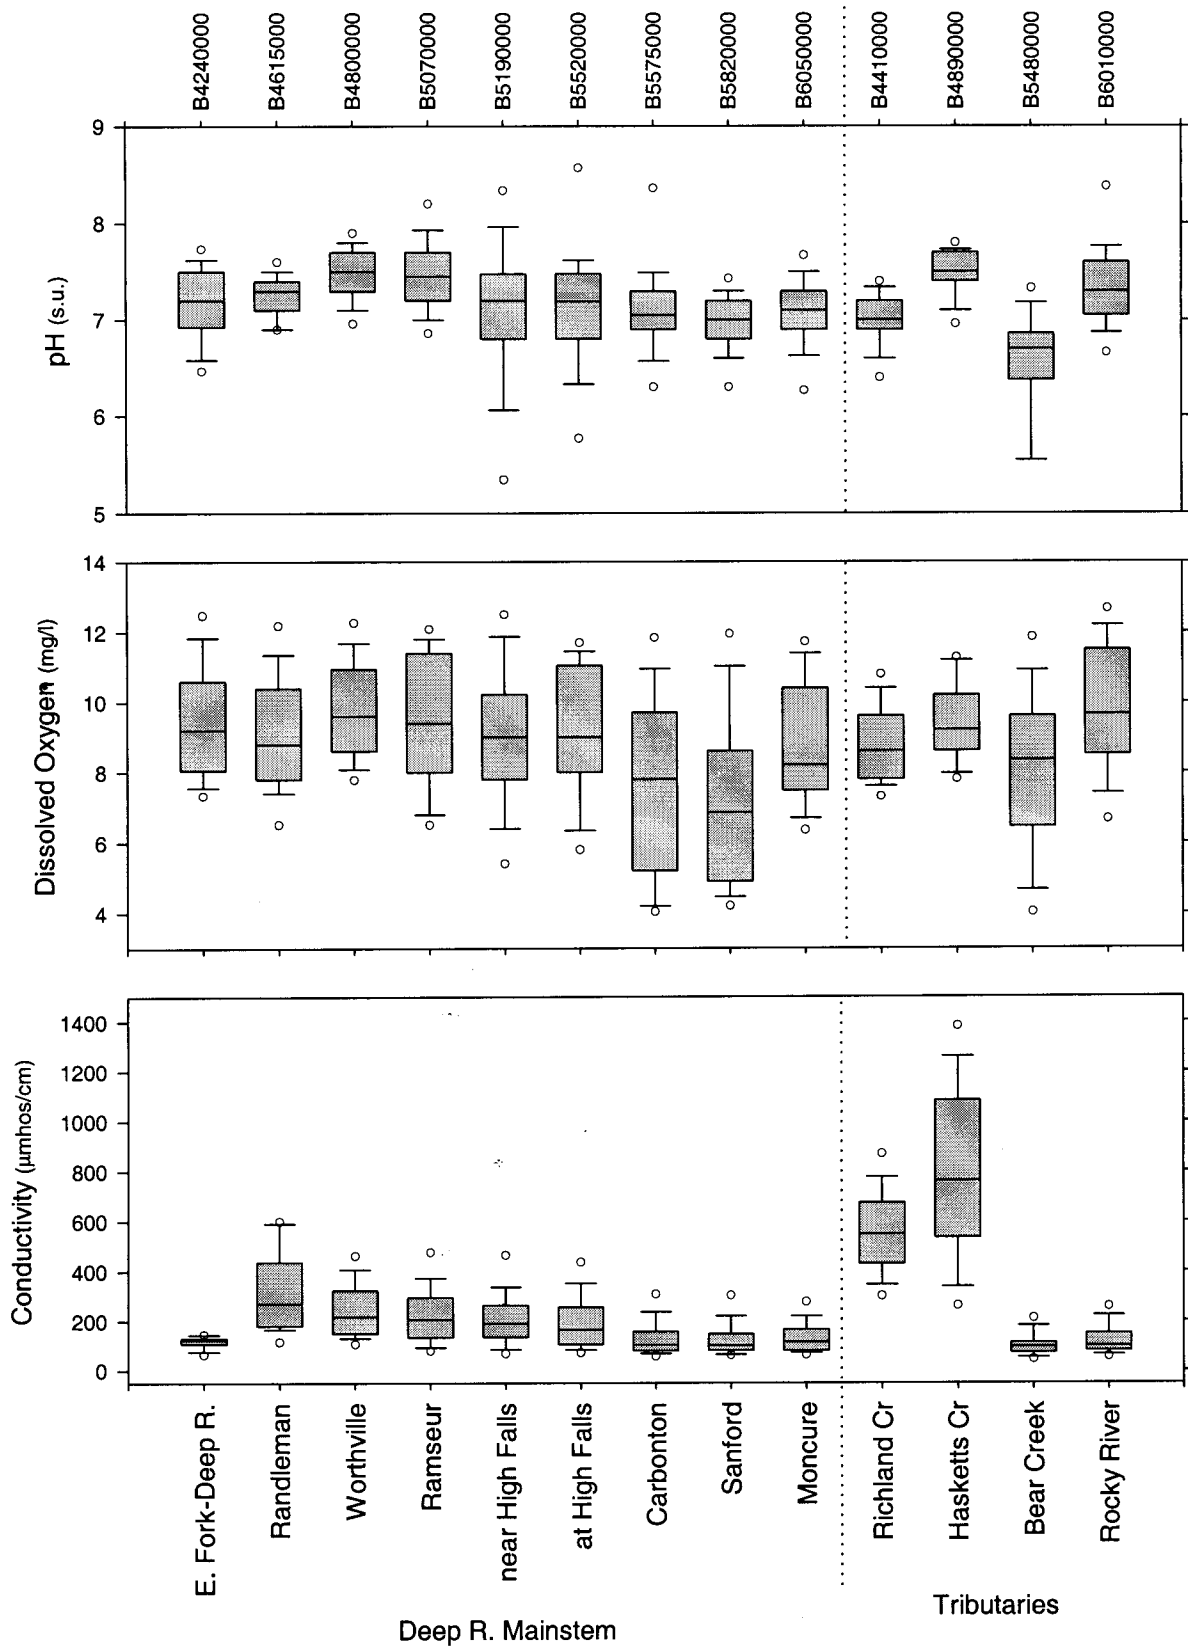 B4240000
B4615000
B4800000
B5070000
B5190000
B5520000
B5575000
B5820000
B6050000
B4410000
B4890000
B5480000
B6010000
pH (s.u.)
9
8
7
6
5
Dissolved Oxygen (mg/l)
14
12
10
8
6
4
Conductivity (μmhos/cm)
1400
1200
1000
800
600
400
200
0
E. Fork-Deep R.
Randleman
Worthville
Ramseur
near High Falls
at High Falls
Carbonton
Sanford
Moncure
Richland Cr
Hasketts Cr
Bear Creek
Rocky River
Deep R. Mainstem
Tributaries